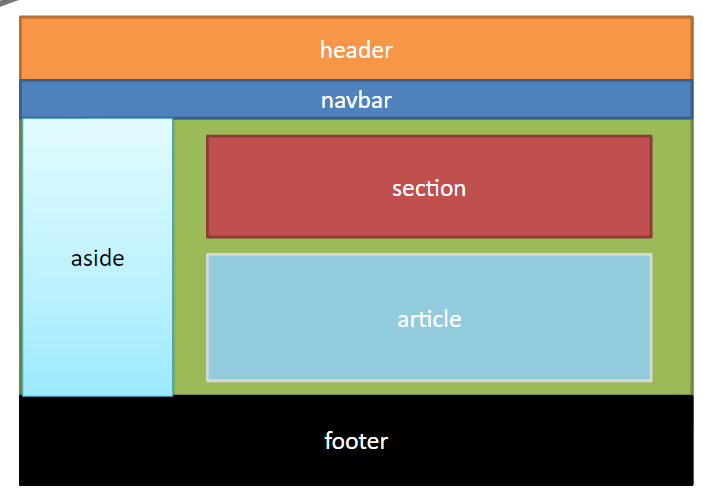 header
navbar
aside
section
article
footer